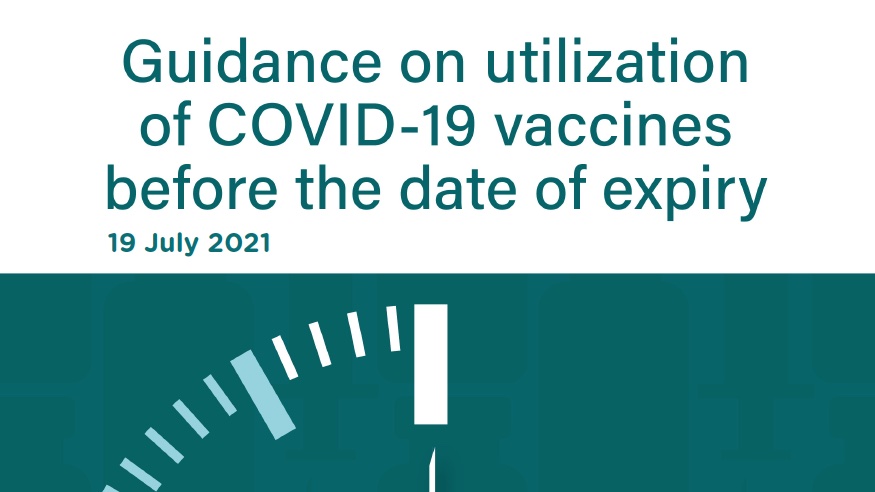 Guidance on utilization
of COVID-19 vaccines
before the date of expiry
19 July 2021